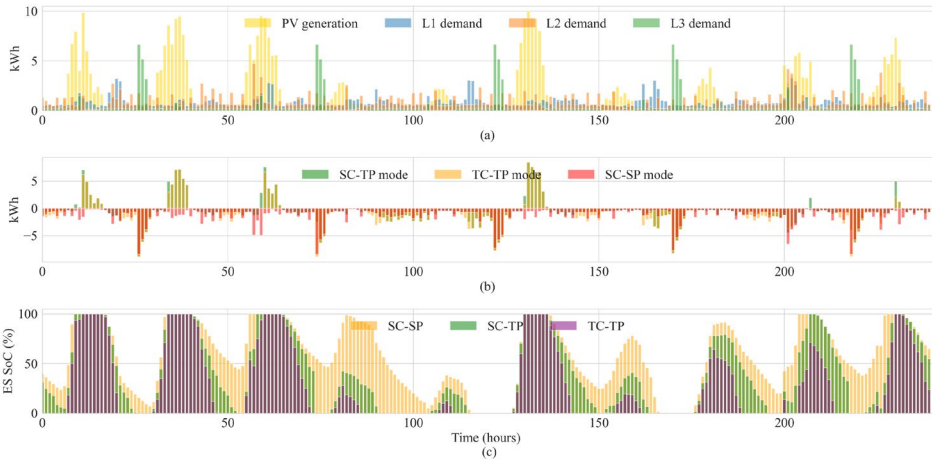 10
PV generation L1 demand L2 demand L3 demand
kWh
5
0
0 50 100 150 200
(a)
5
SC-TP mode TC-TP mode SC-SP mode
kWh
0
−5
0 50 100 150 200
(b)
100
SC-SP SC-TP TC-TP
ES SoC (%)
50
0
0 50 100 150 200
Time (hours)
(c)